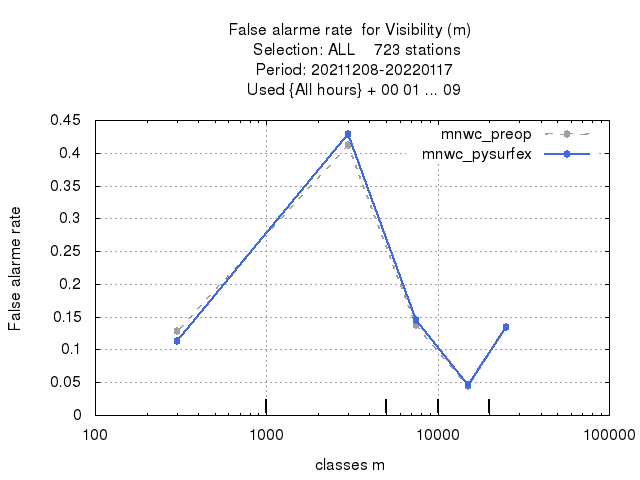 False alarme rate  for Visibility (m)
Selection: ALL    723 stations
Period: 20211208-20220117
Used {All hours} + 00 01 ... 09
mnwc_preop
mnwc_pysurfex
False alarme rate
0.45
0.4
0.35
0.3
0.25
0.2
0.15
0.1
0.05
0
100 1000 10000 100000
classes m